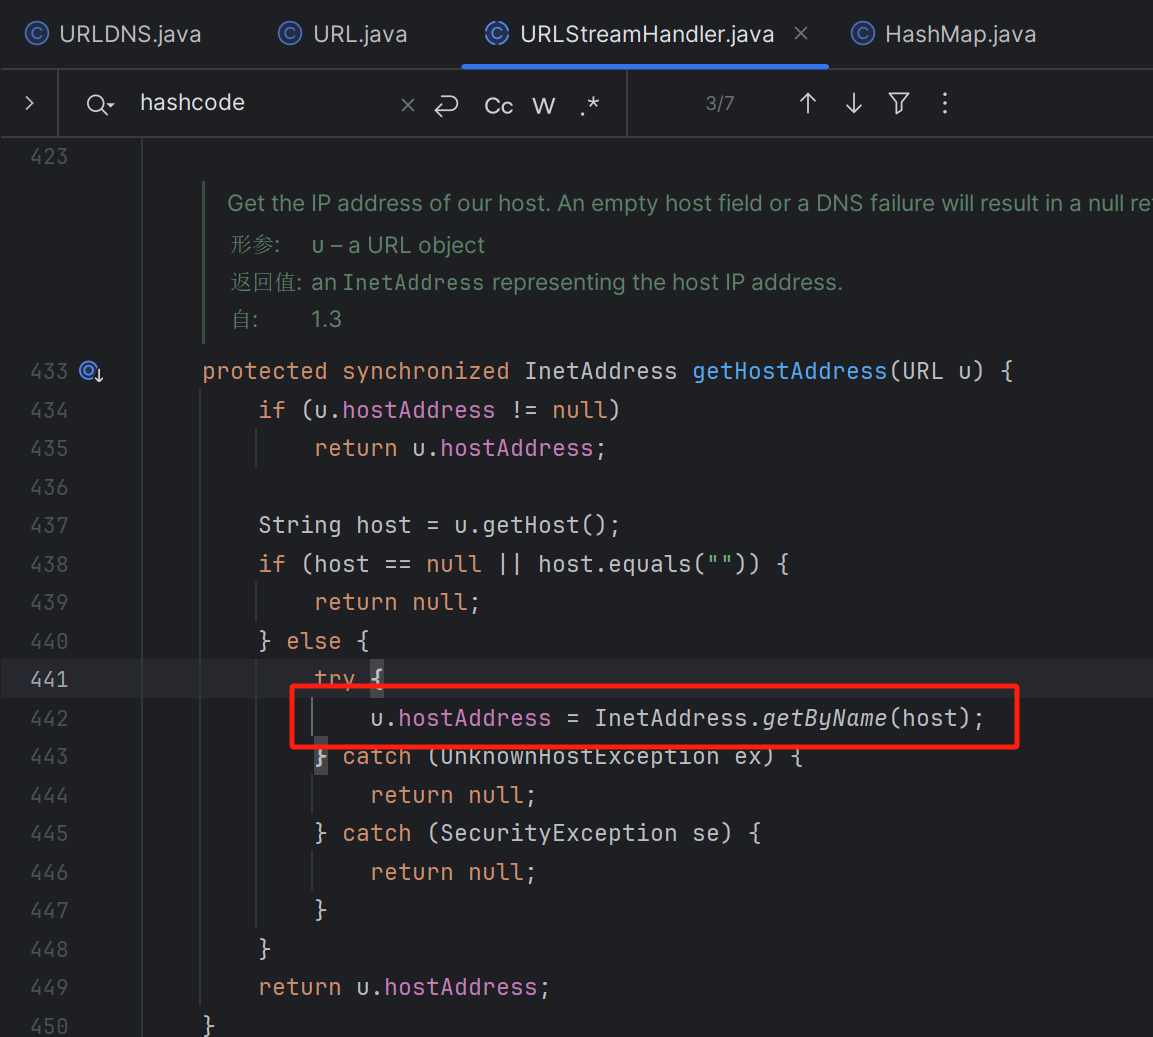 URLDNS.java URL.java URLStreamHandler.java HashMap.java
hashcode Cc W .* 3/7
423
Get the IP address of our host. An empty host field or a DNS failure will result in a null
形参: u – a URL object
返回值: an InetAddress representing the host IP address.
自: 1.3
433 protected synchronized InetAddress getHostAddress(URL u) {
434 if (u.hostAddress != null)
435 return u.hostAddress;
436
437 String host = u.getHost();
438 if (host == null || host.equals("")) {
439 return null;
440 } else {
441 try {
442 u.hostAddress = InetAddress.getByName(host);
443 } catch (UnknownHostException ex) {
444 return null;
445 } catch (SecurityException se) {
446 return null;
447 }
448 }
449 return u.hostAddress;
450 }